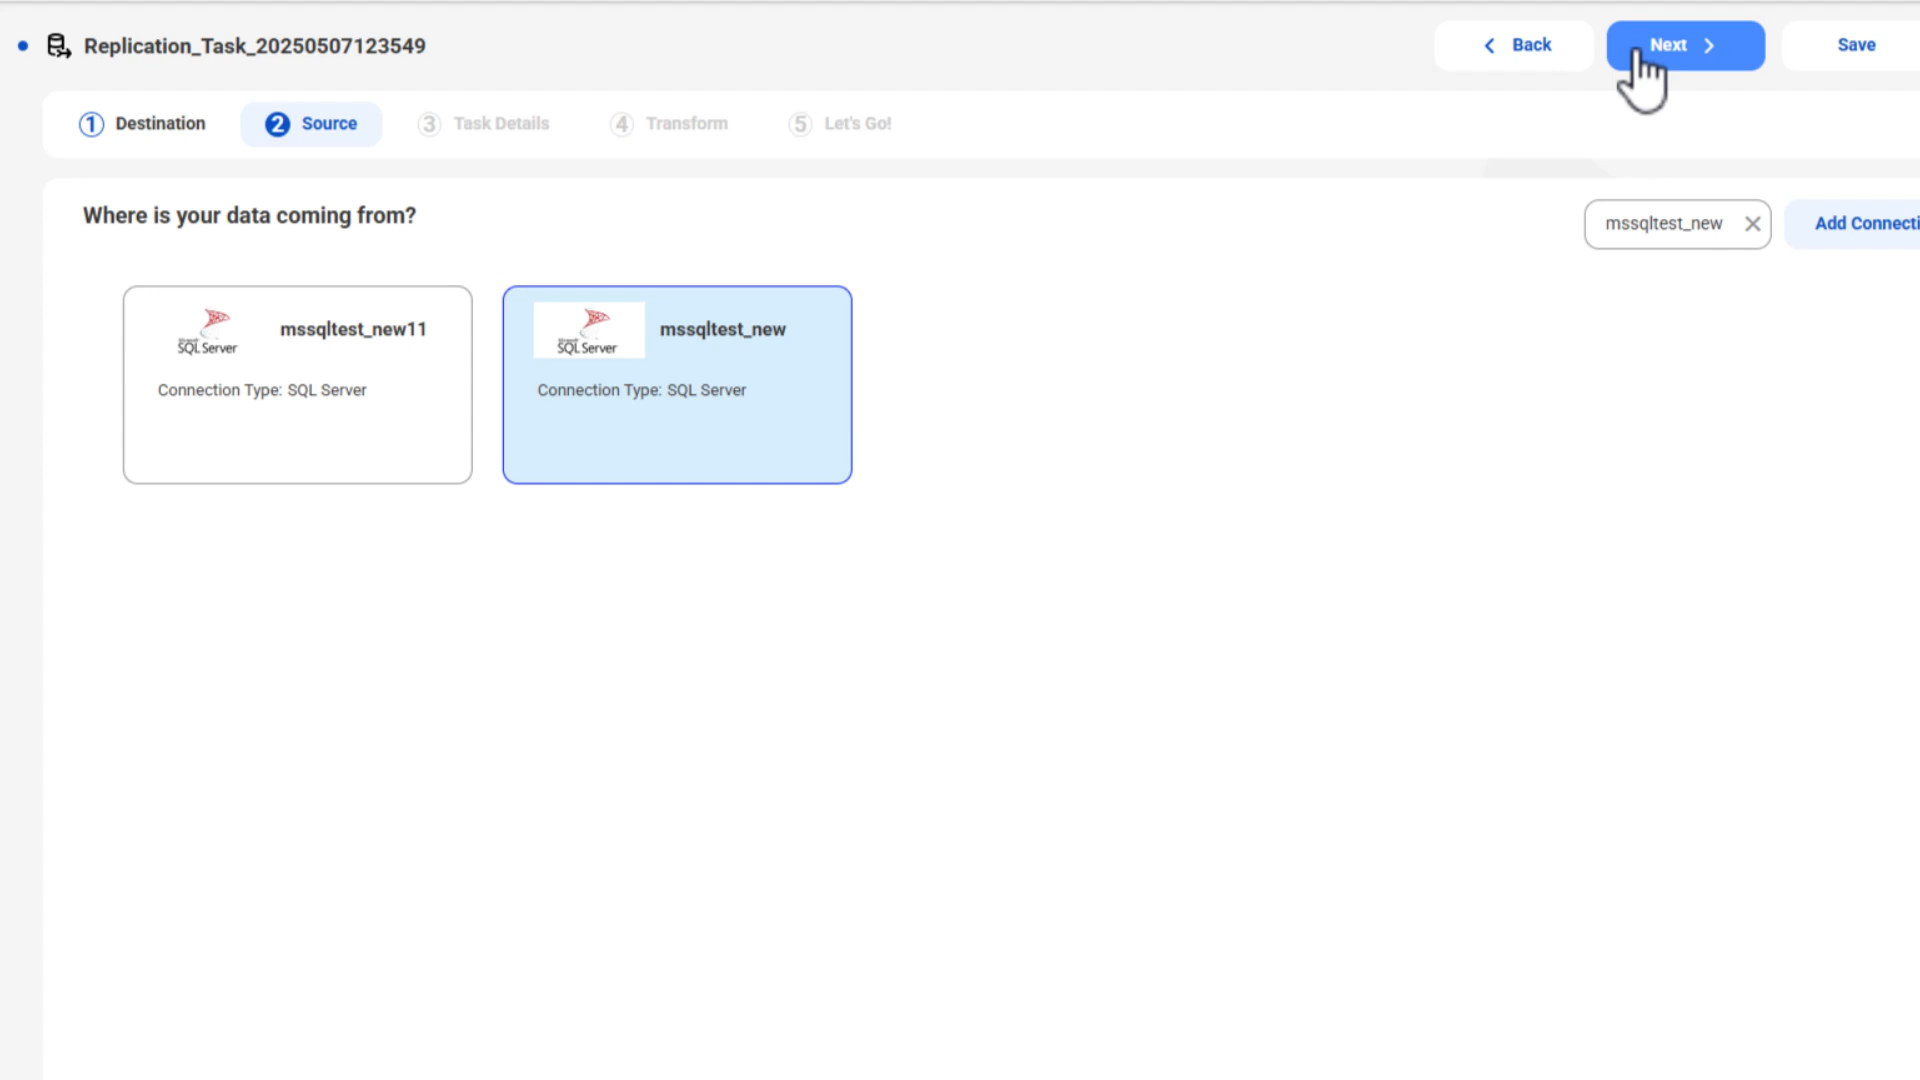 Replication_Task_20250507123549
Back
Next
Save
1 Destination
2 Source
3 Task Details
4 Transform
5 Let's Go!
Where is your data coming from?
mssqltest_new
Add Connecti
SQL Server
mssqltest_new11
Connection Type: SQL Server
SQL Server
mssqltest_new
Connection Type: SQL Server